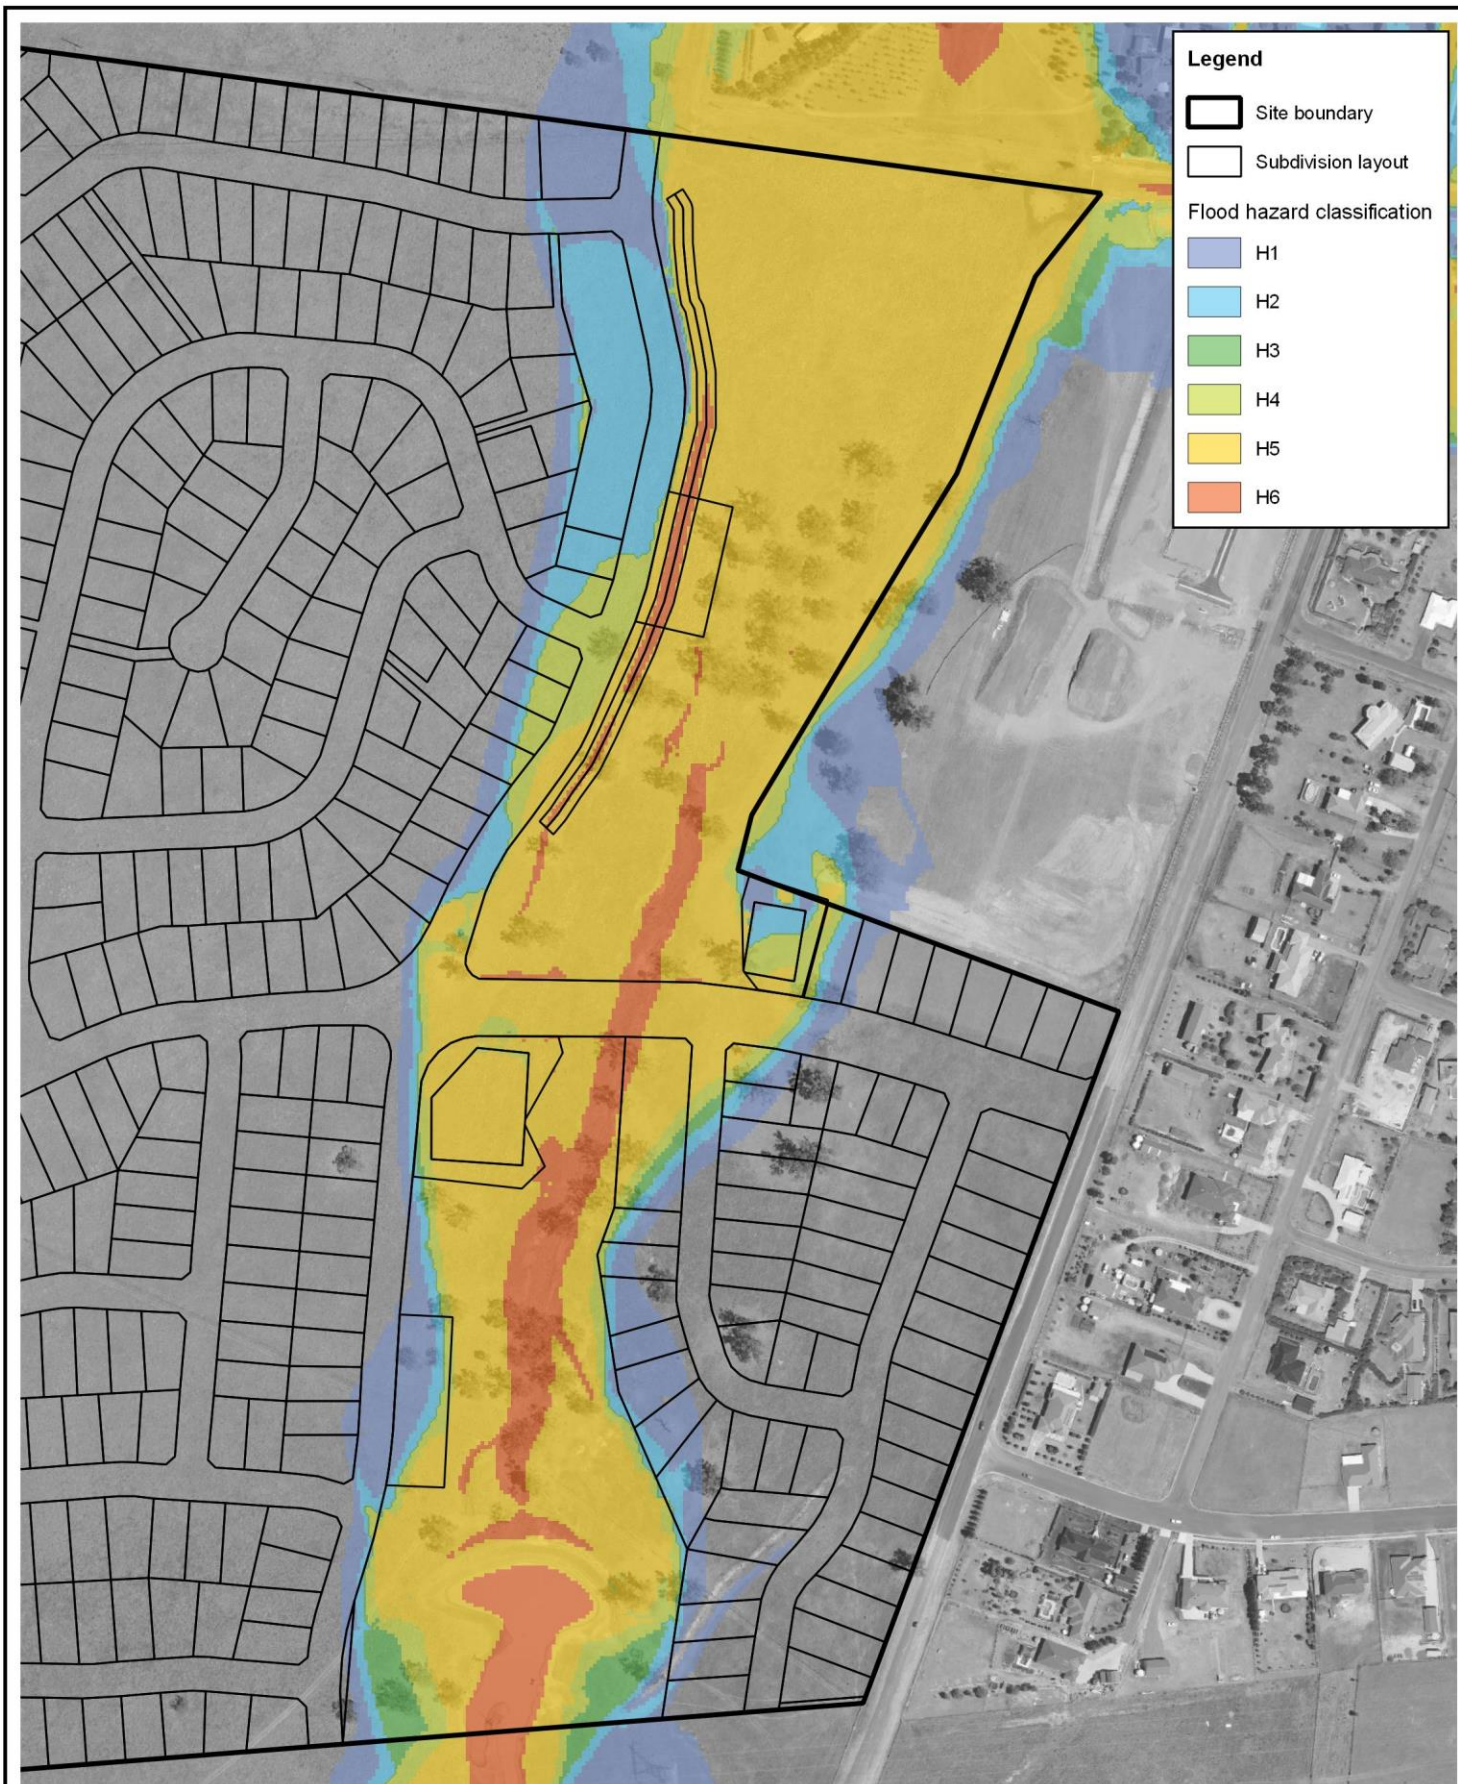 Legend
Site boundary
Subdivision layout
Flood hazard classification
H1
H2
H3
H4
H5
H6